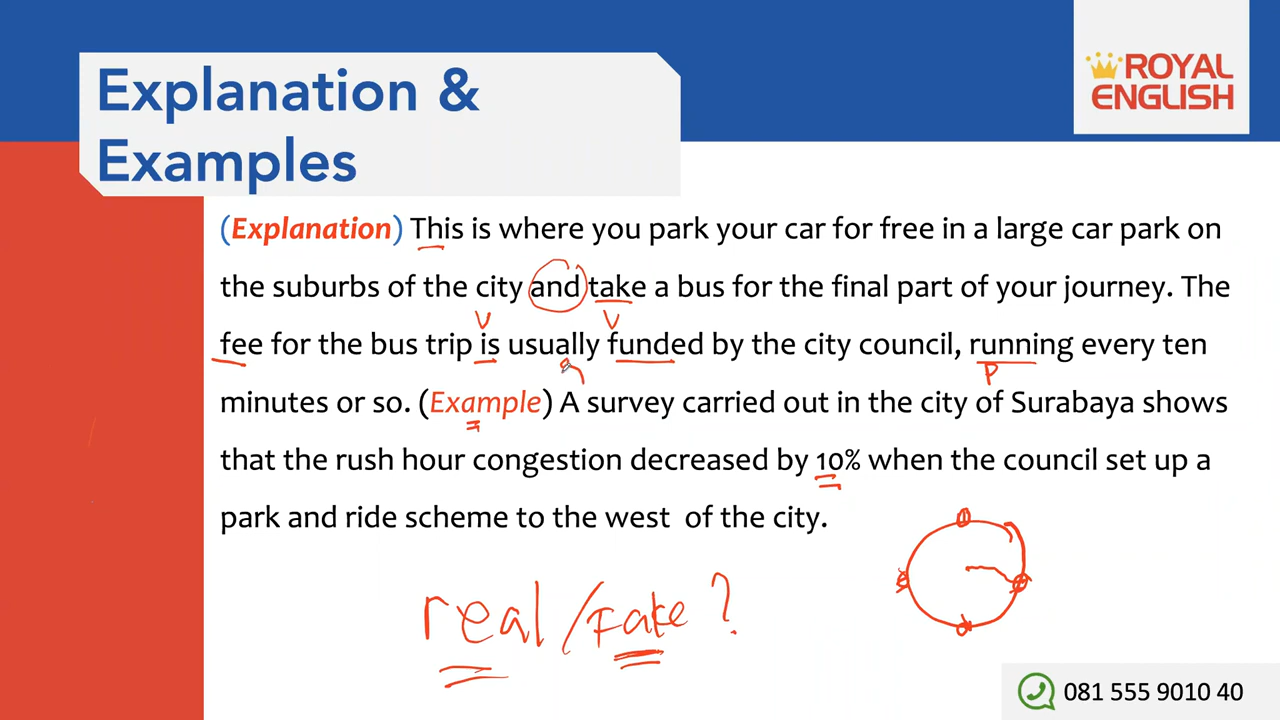 ROYAL
ENGLISH
Explanation &
Examples
(Explanation) This is where you park your car for free in a large car park on
the suburbs of the city and take a bus for the final part of your journey. The
V V
fee for the bus trip is usually funded by the city council, running every ten
P
minutes or so. (Example) A survey carried out in the city of Surabaya shows
that the rush hour congestion decreased by 10% when the council set up a
park and ride scheme to the west of the city.
real / fake ?
081 555 9010 40